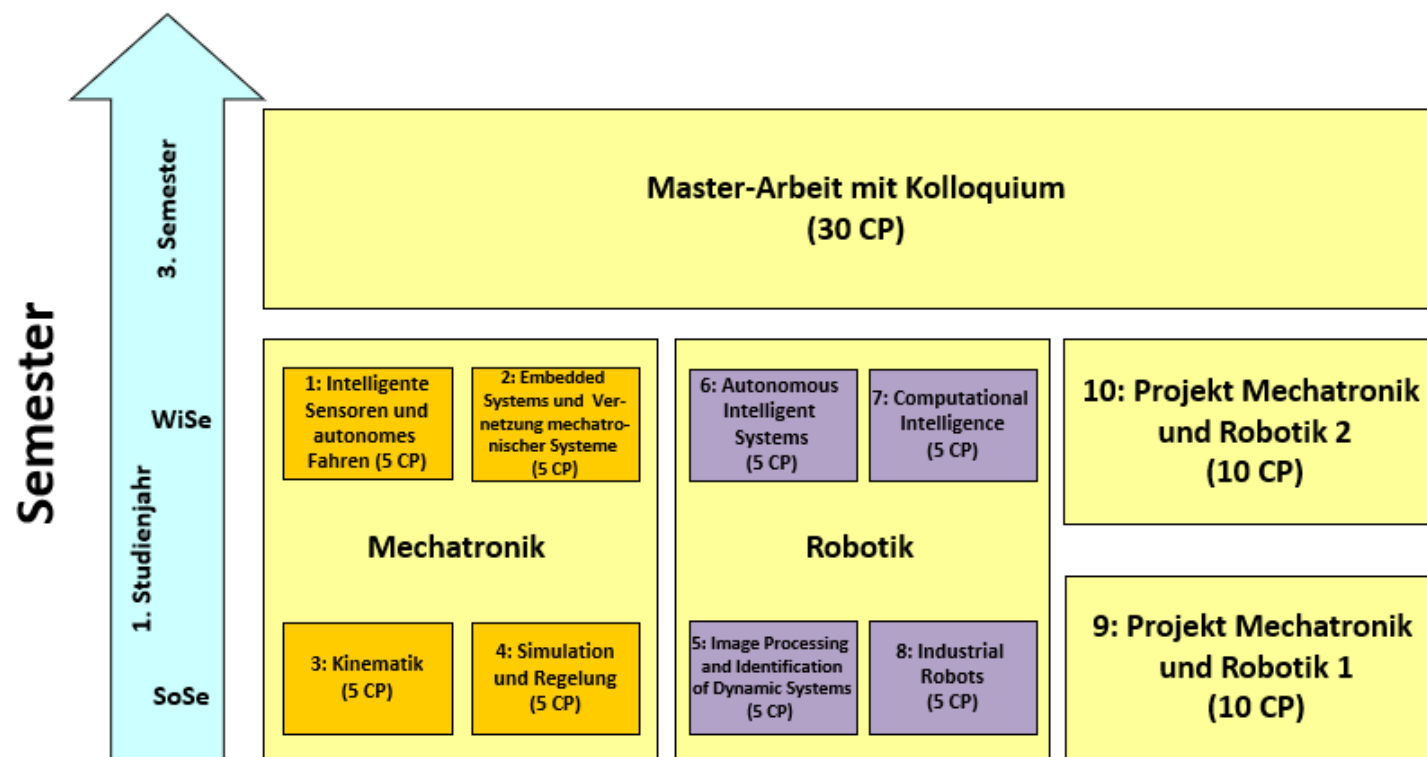 Semester
3. Semester
WiSe
1. Studienjahr
SoSe
Master-Arbeit mit Kolloquium
(30 CP)
1: Intelligente
Sensoren und
autonomes
Fahren (5 CP)
2: Embedded
Systems und Ver-
netzung mechatro-
nischer Systeme
(5 CP)
Mechatronik
3: Kinematik
(5 CP)
4: Simulation
und Regelung
(5 CP)
6: Autonomous
Intelligent
Systems
(5 CP)
7: Computational
Intelligence
(5 CP)
Robotik
5: Image Processing
and Identification
of Dynamic Systems
(5 CP)
8: Industrial
Robots
(5 CP)
10: Projekt Mechatronik
und Robotik 2
(10 CP)
9: Projekt Mechatronik
und Robotik 1
(10 CP)